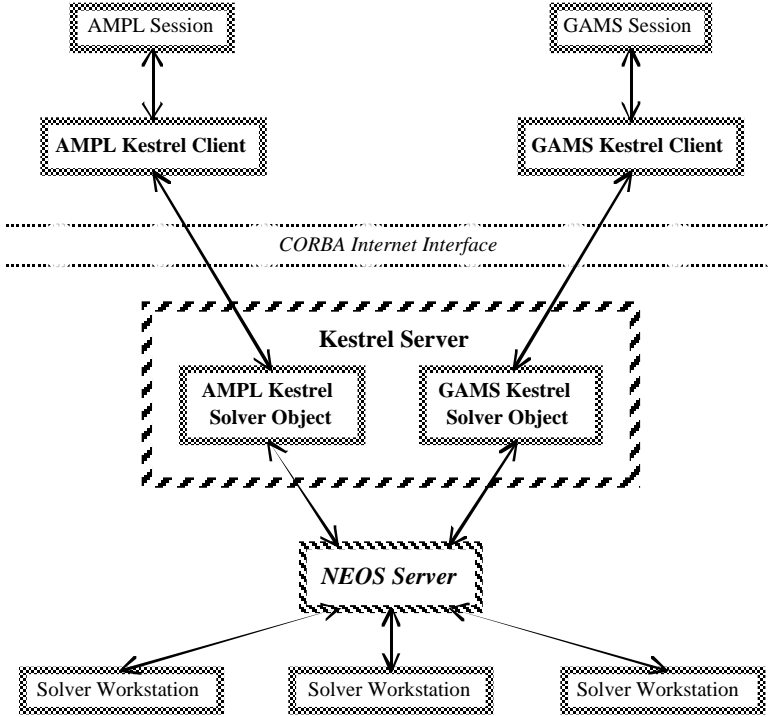 AMPL Session
GAMS Session
AMPL Kestrel Client
GAMS Kestrel Client
CORBA Internet Interface
Kestrel Server
AMPL Kestrel
Solver Object
GAMS Kestrel
Solver Object
NEOS Server
Solver Workstation
Solver Workstation
Solver Workstation